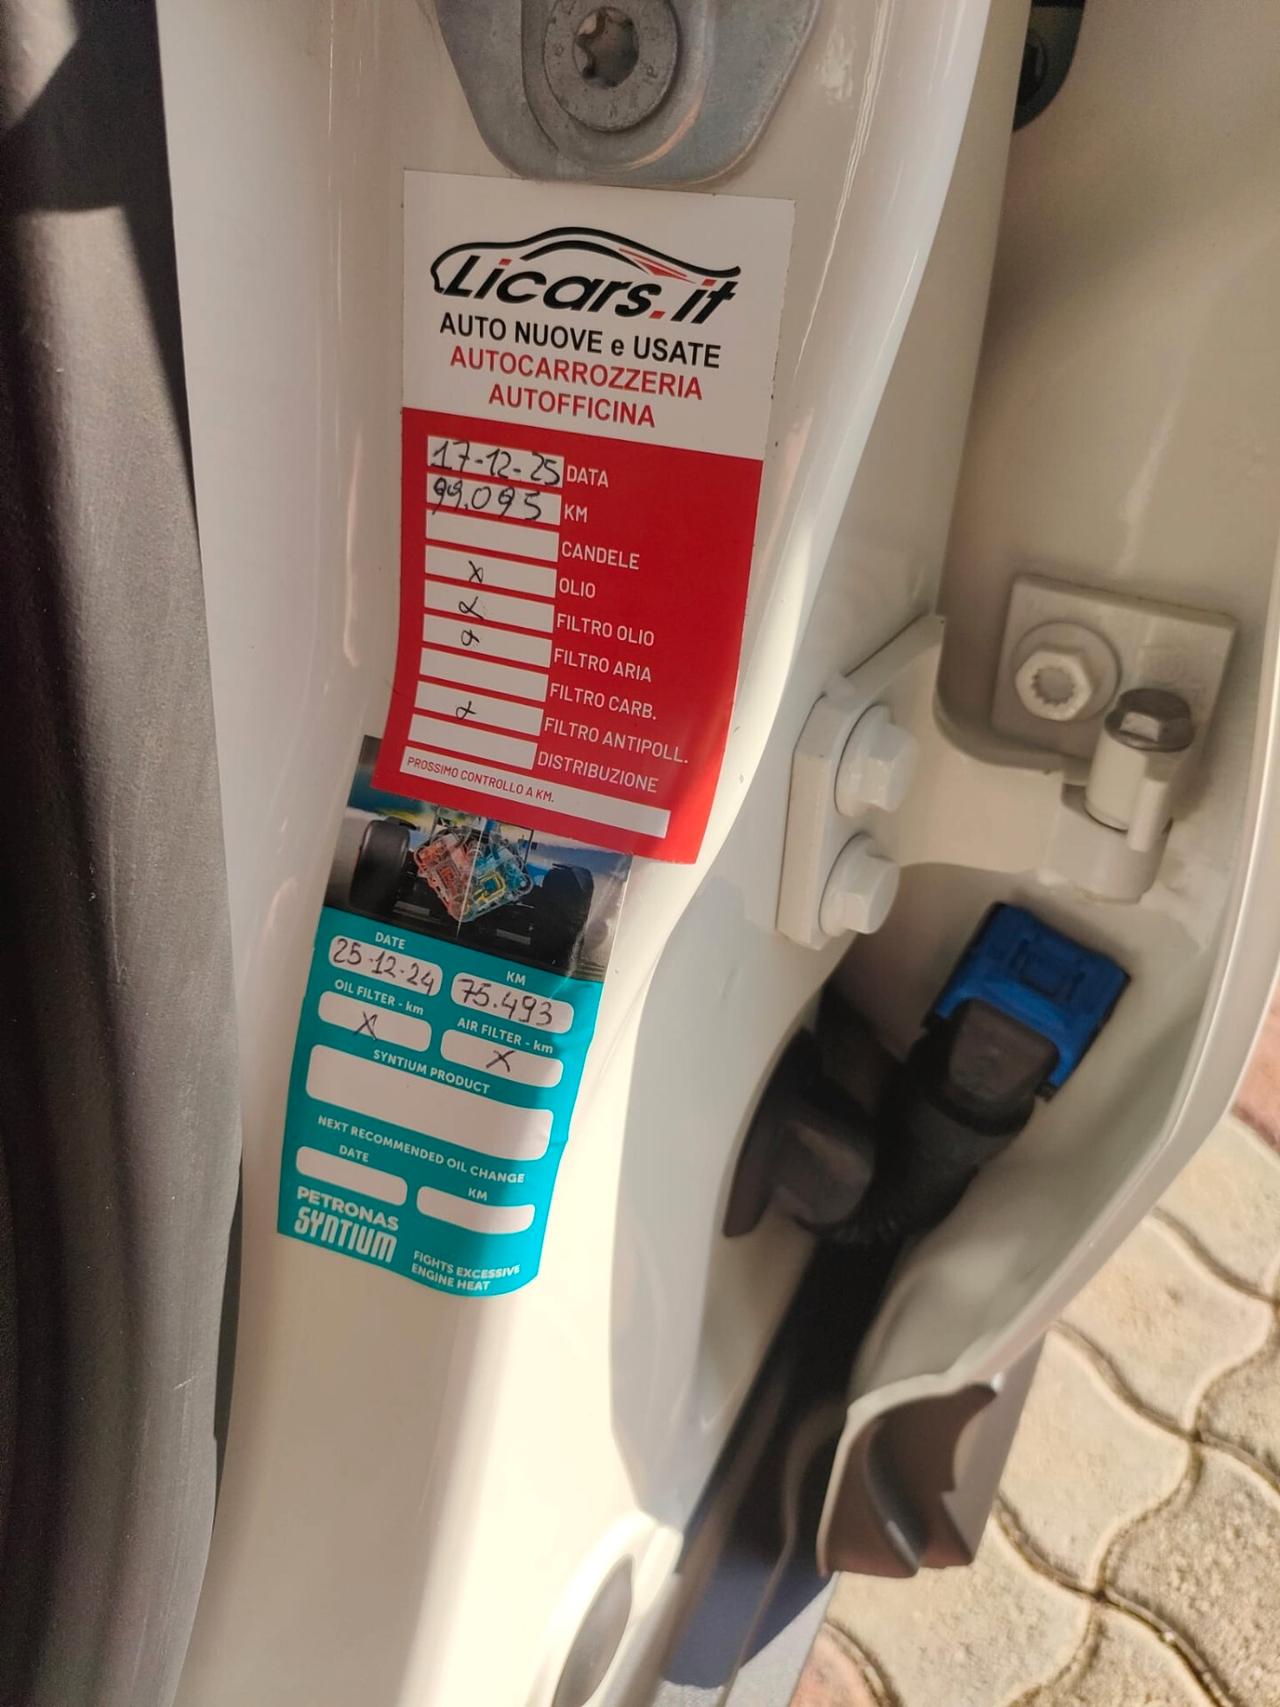 Licars.it
AUTO NUOVE e USATE
AUTOCARROZZERIA
AUTOFFICINA
17-12-25 DATA
99.095 KM
CANDELE
X OLIO
X FILTRO OLIO
X FILTRO ARIA
FILTRO CARB.
X FILTRO ANTIPOLL.
DISTRIBUZIONE
PROSSIMO CONTROLLO A KM.
DATE KM
25-12-24 75.493
OIL FILTER - km AIR FILTER - km
X X
SYNTIUM PRODUCT
NEXT RECOMMENDED OIL CHANGE
DATE KM
PETRONAS
SYNTIUM
FIGHTS EXCESSIVE
ENGINE HEAT